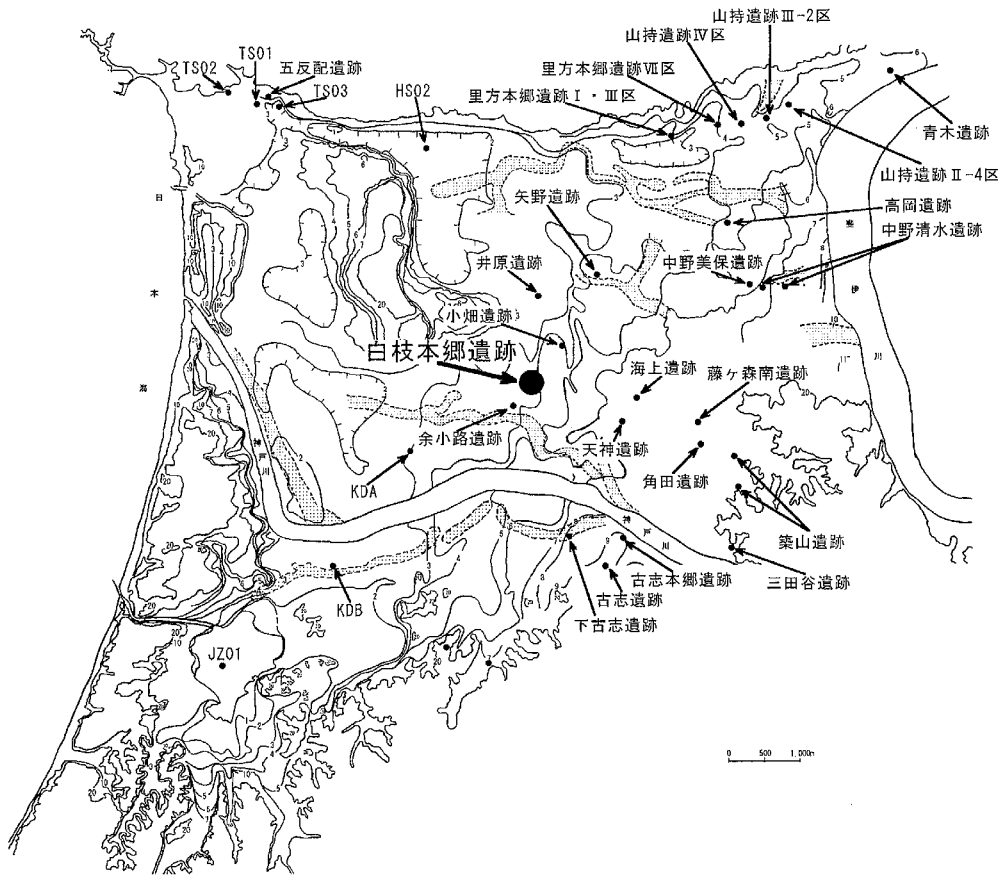 山持遺跡Ⅲ-2区
山持遺跡Ⅳ区
里方本郷遺跡Ⅶ区
里方本郷遺跡Ⅰ・Ⅲ区
青木遺跡
山持遺跡Ⅱ-4区
TS02
TS01
五反配遺跡
TS03
HS02
高岡遺跡
矢野遺跡
中野清水遺跡
中野美保遺跡
井原遺跡
小畑遺跡
白枝本郷遺跡
海上遺跡
藤ヶ森南遺跡
余小路遺跡
天神遺跡
角田遺跡
KDA
築山遺跡
三田谷遺跡
古志本郷遺跡
古志遺跡
下古志遺跡
KDB
JZ01
日本海
斐伊川
神戸川
神戸川
0 500 1,000m